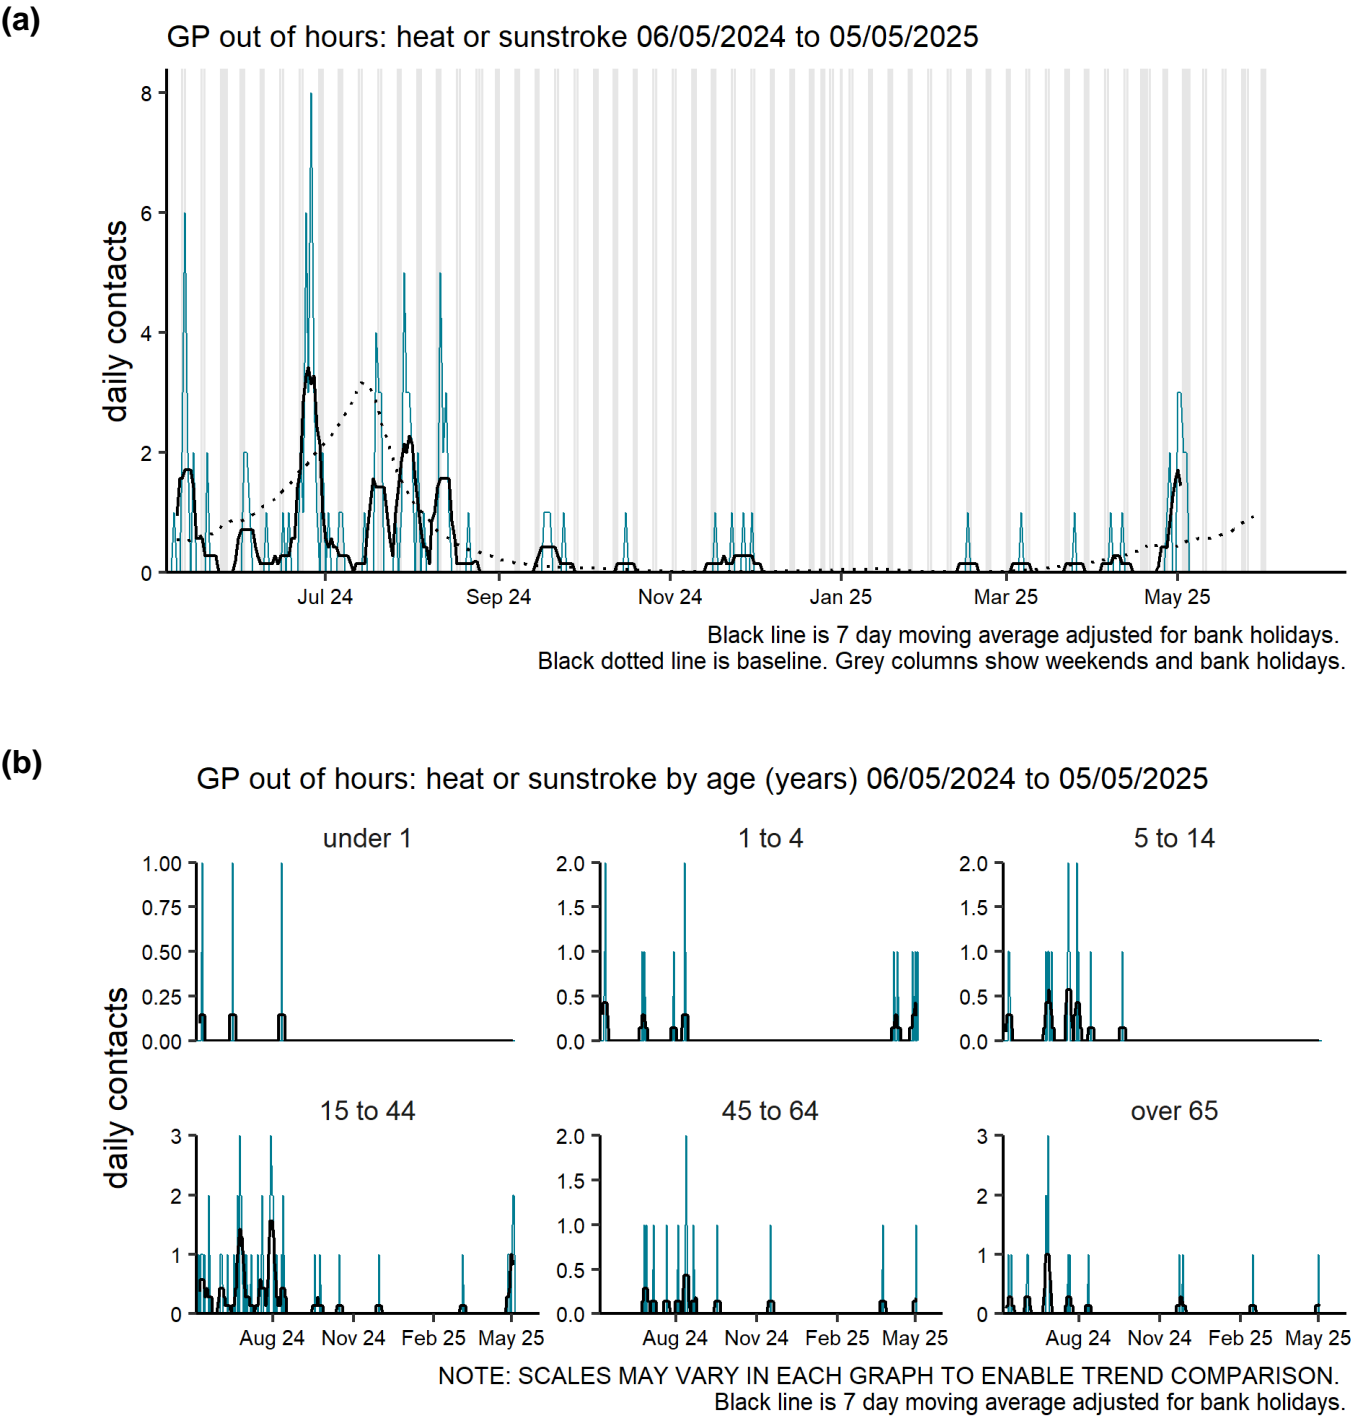 (a)
GP out of hours: heat or sunstroke 06/05/2024 to 05/05/2025
daily contacts
8
6
4
2
0
Jul 24 Sep 24 Nov 24 Jan 25 Mar 25 May 25
Black line is 7 day moving average adjusted for bank holidays.
Black dotted line is baseline. Grey columns show weekends and bank holidays.
(b)
GP out of hours: heat or sunstroke by age (years) 06/05/2024 to 05/05/2025
daily contacts
under 1
1.00
0.75
0.50
0.25
0.00
1 to 4
2.0
1.5
1.0
0.5
0.0
5 to 14
2.0
1.5
1.0
0.5
0.0
15 to 44
3
2
1
0
Aug 24 Nov 24 Feb 25 May 25
45 to 64
2.0
1.5
1.0
0.5
0.0
Aug 24 Nov 24 Feb 25 May 25
over 65
3
2
1
0
Aug 24 Nov 24 Feb 25 May 25
NOTE: SCALES MAY VARY IN EACH GRAPH TO ENABLE TREND COMPARISON.
Black line is 7 day moving average adjusted for bank holidays.